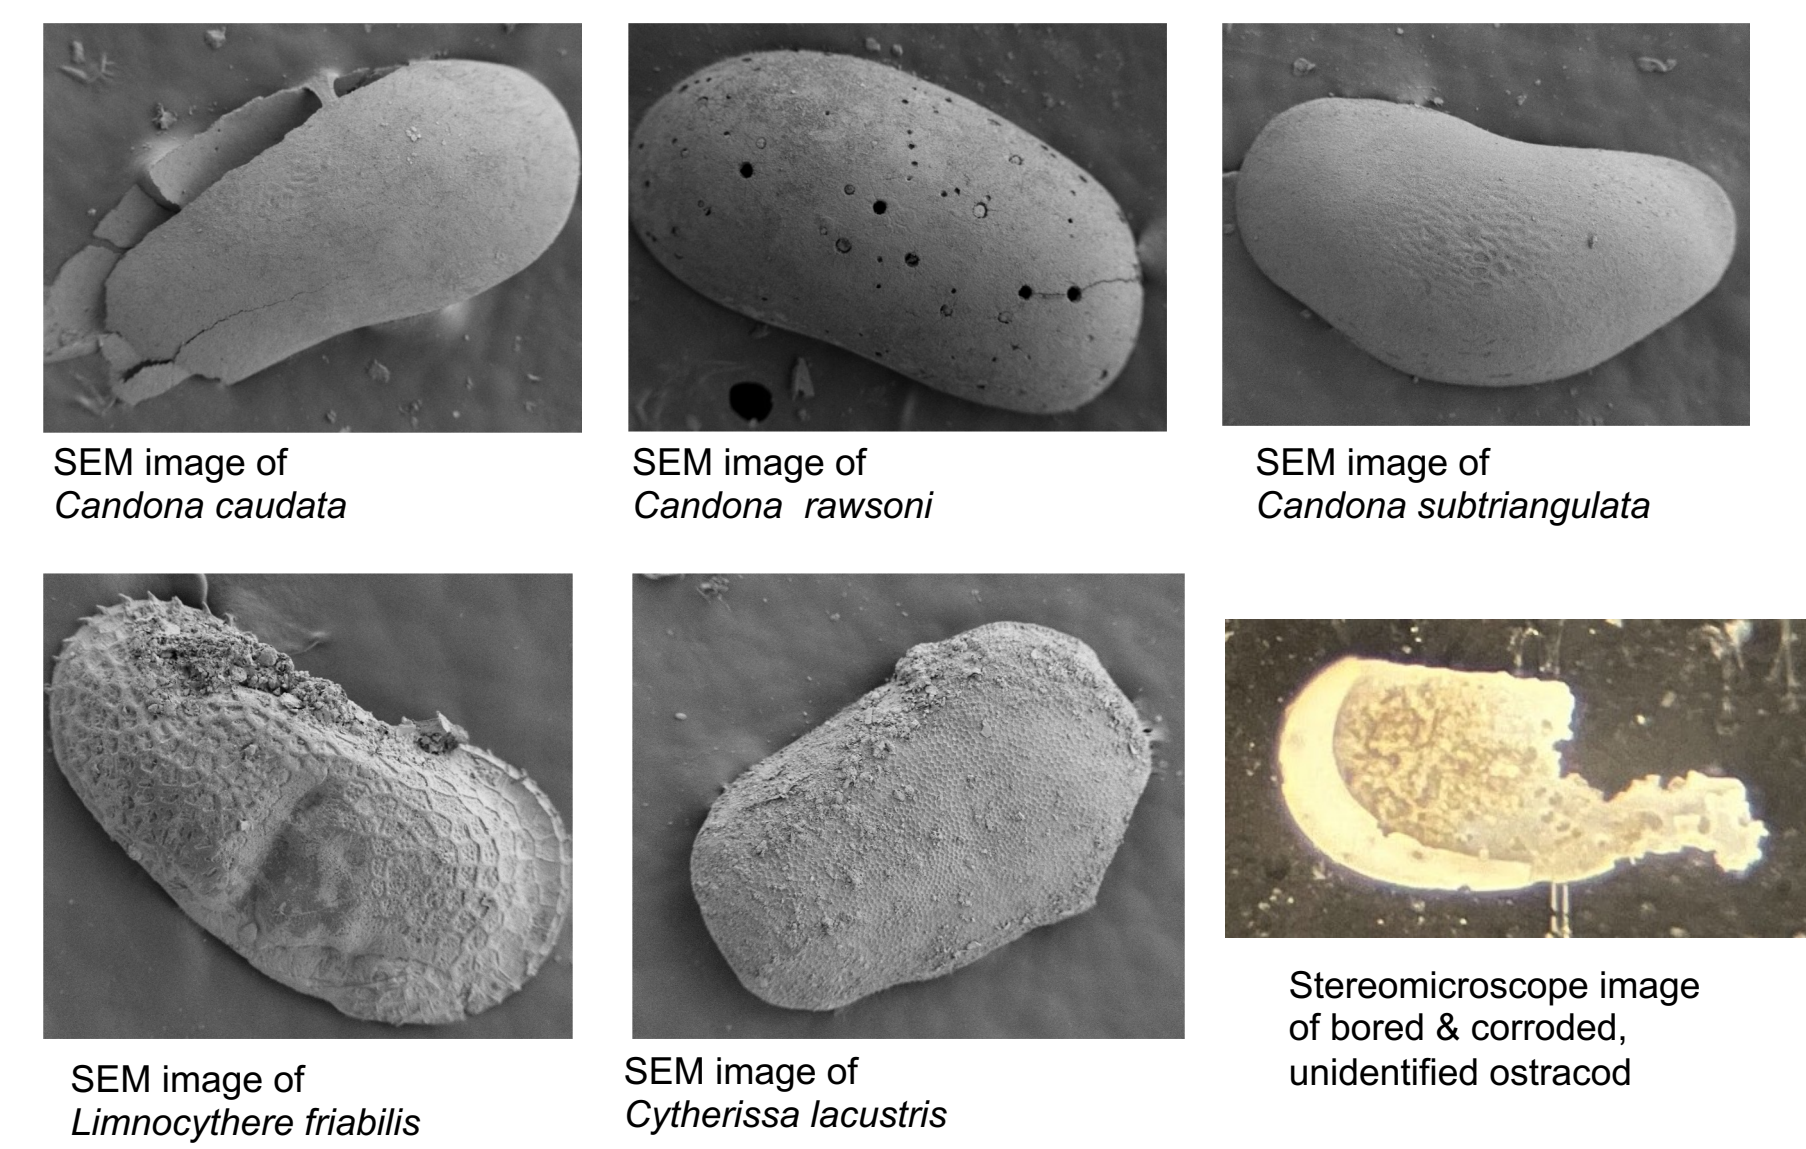 SEM image of
Candona caudata
SEM image of
Candona  rawsoni
SEM image of
Candona subtriangulata
SEM image of
Limnocythere friabilis
SEM image of
Cytherissa lacustris
Stereomicroscope image
of bored & corroded,
unidentified ostracod